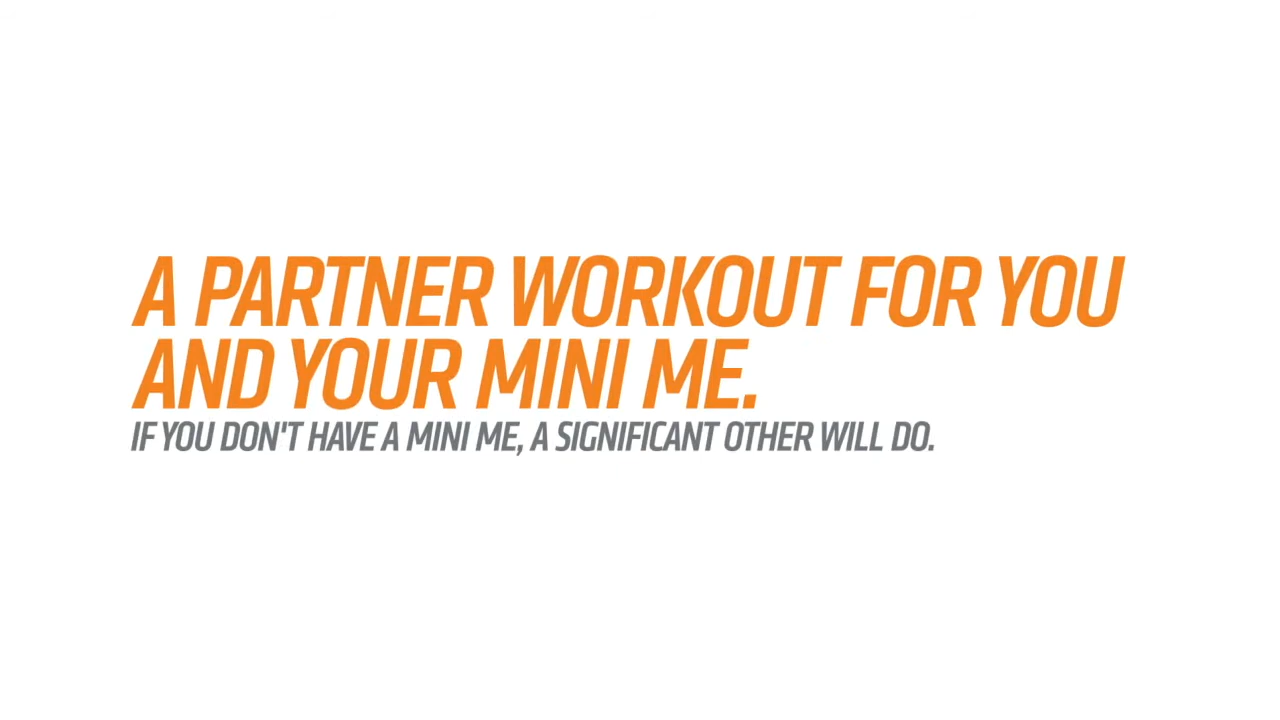 A PARTNER WORKOUT FOR YOU
AND YOUR MINI ME.
IF YOU DON'T HAVE A MINI ME, A SIGNIFICANT OTHER WILL DO.